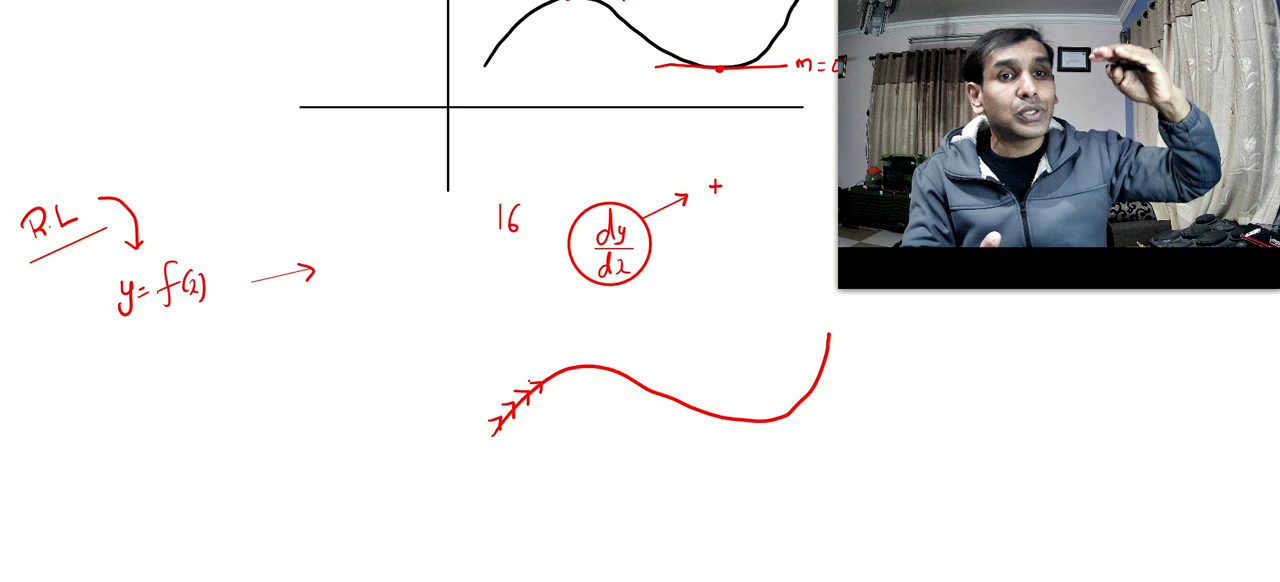 m=0
R.L
y=f(x)
16
dy
dx
+